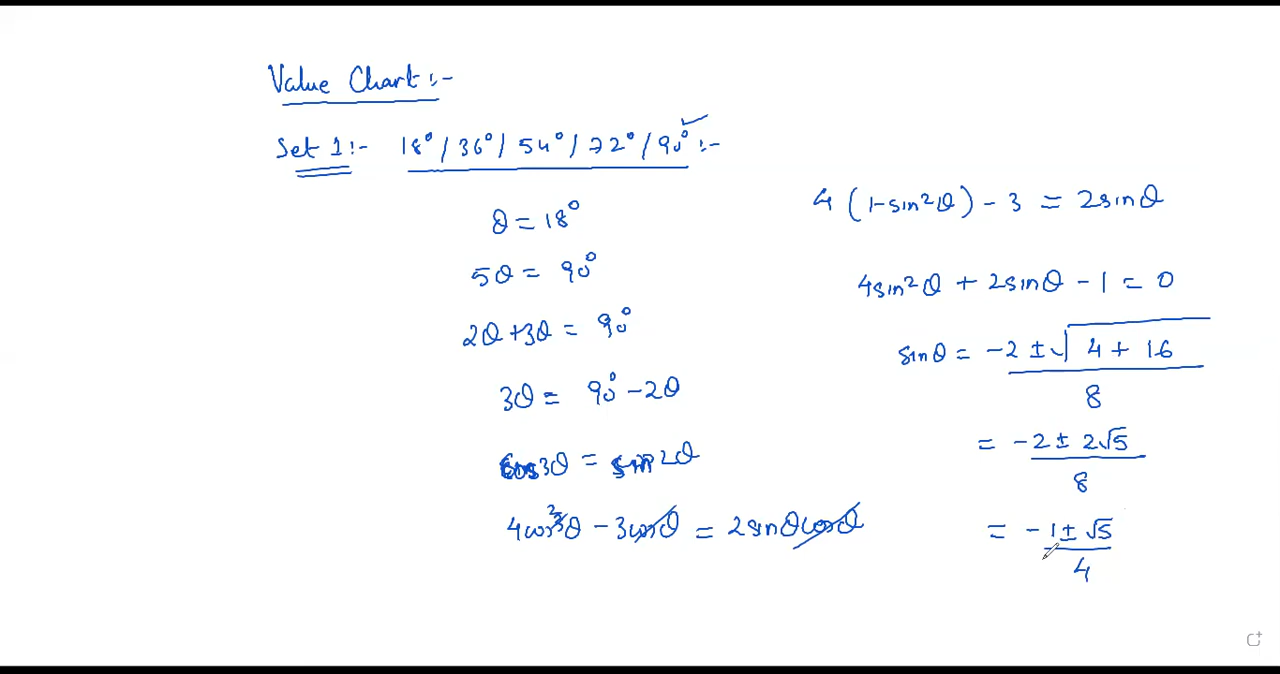 Value Chart :-
Set 1 :- 18° / 36° / 54° / 72° / 90° :-
θ = 18°
5θ = 90°
2θ + 3θ = 90°
3θ = 90° - 2θ
cos3θ = sin2θ
4cos²θ - 3cosθ = 2sinθcosθ
4 (1-sin²θ) - 3 = 2sinθ
4sin²θ + 2sinθ - 1 = 0
sinθ = -2 ± √4 + 16
8
= -2 ± 2√5
8
= -1 ± √5
4